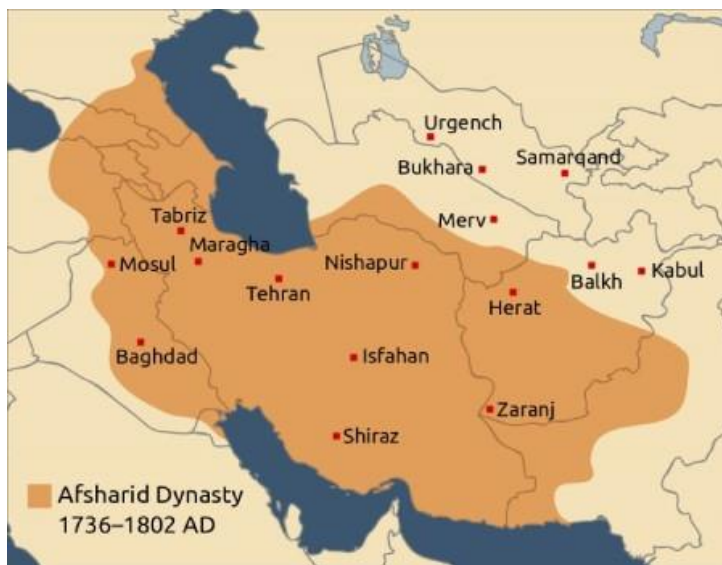 Urgench
Bukhara
Samarqand
Merv
Tabriz
Maragha
Mosul
Nishapur
Tehran
Balkh
Kabul
Herat
Baghdad
Isfahan
Zaranj
Shiraz
Afsharid Dynasty
1736–1802 AD